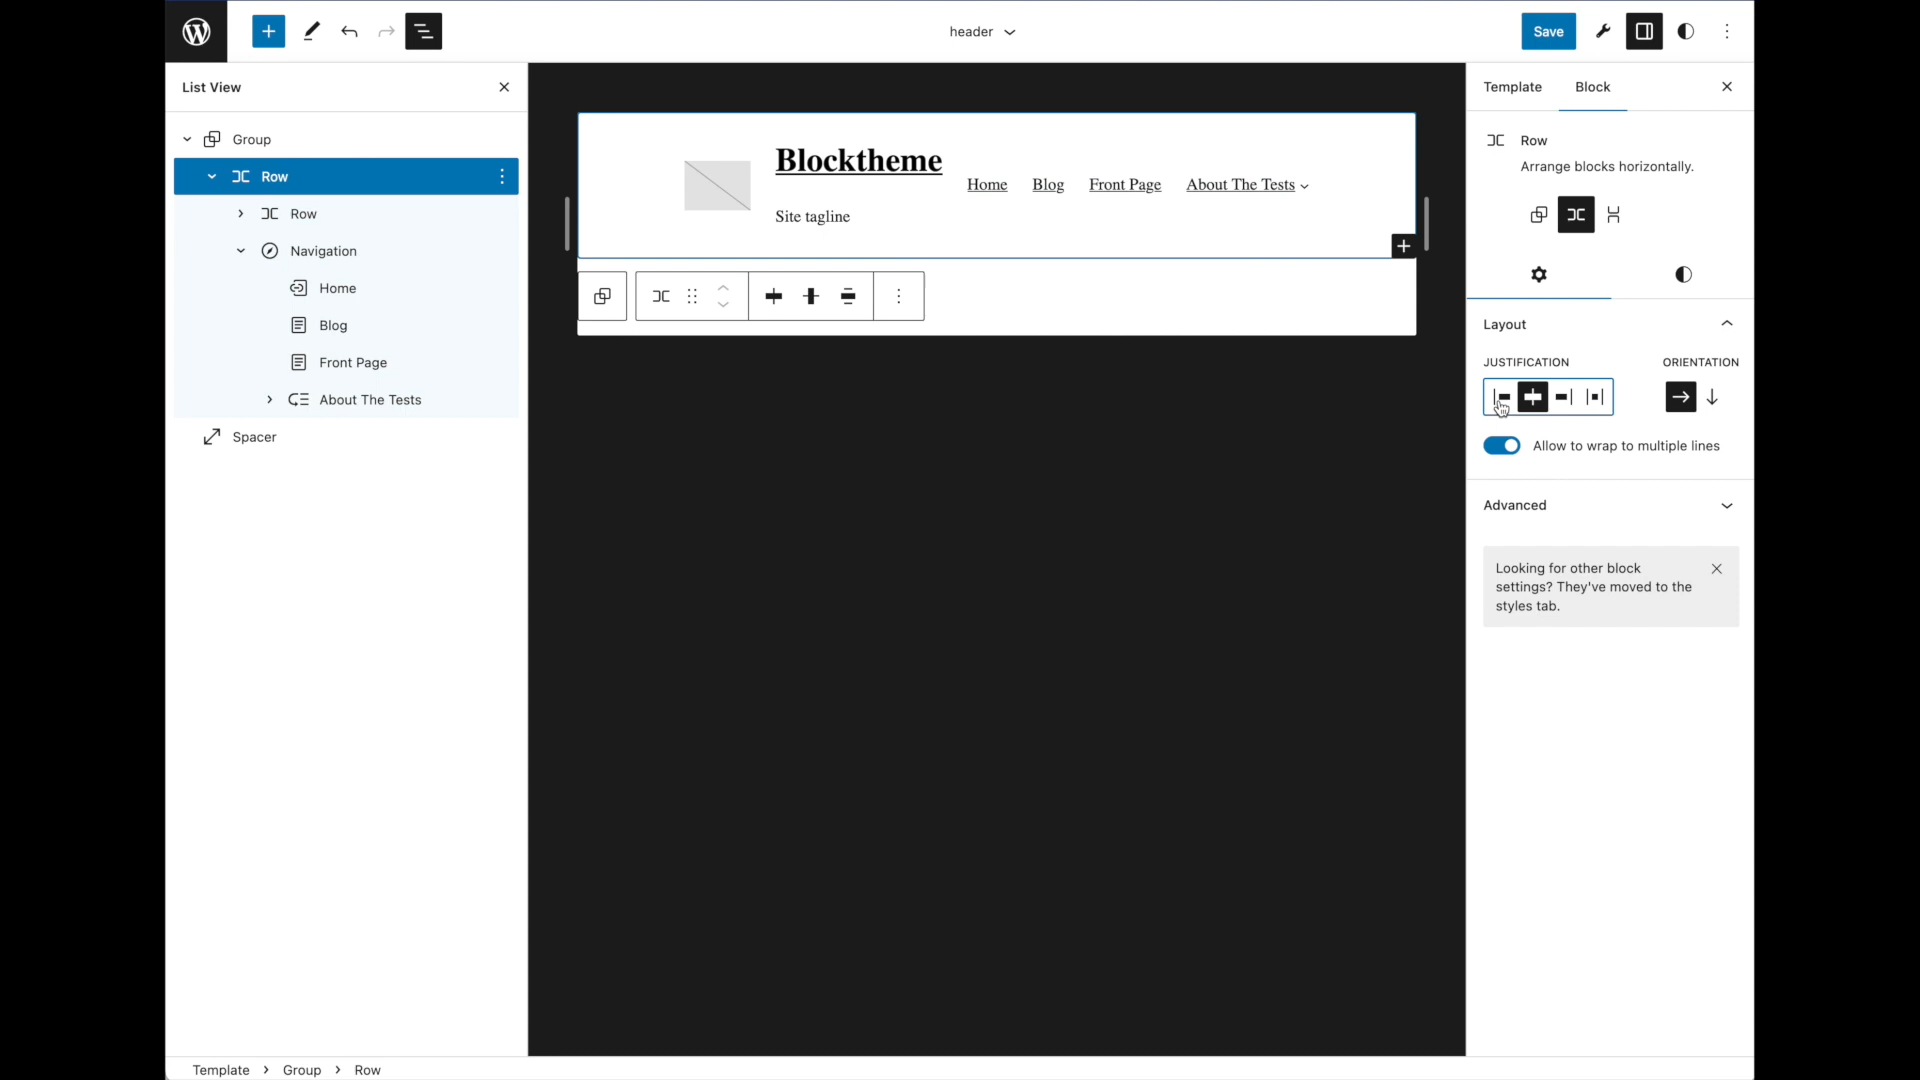 header
Save
List View
Group
Row
Row
Navigation
Home
Blog
Front Page
About The Tests
Spacer
Blocktheme
Site tagline
Home
Blog
Front Page
About The Tests
Template
Block
Row
Arrange blocks horizontally.
Layout
JUSTIFICATION
ORIENTATION
Allow to wrap to multiple lines
Advanced
Looking for other block
settings? They've moved to the
styles tab.
Template > Group > Row